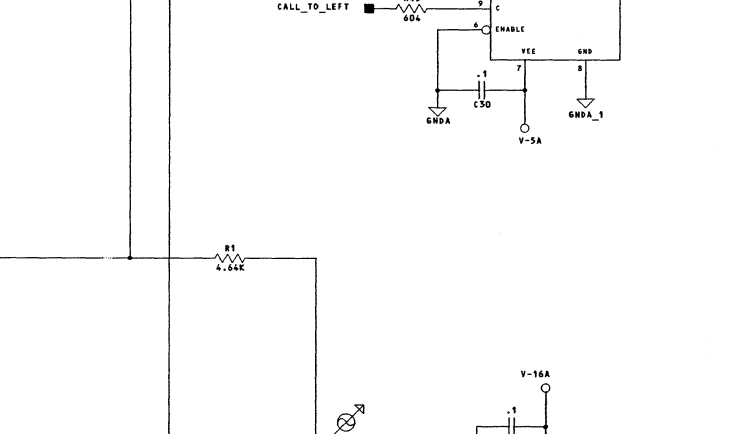 CALL_TO_LEFT
604
9
C
6
ENABLE
VEE
GND
7
8
.1
C30
GNDA
GNDA_1
V-5A
R1
4.64K
V-16A
.1